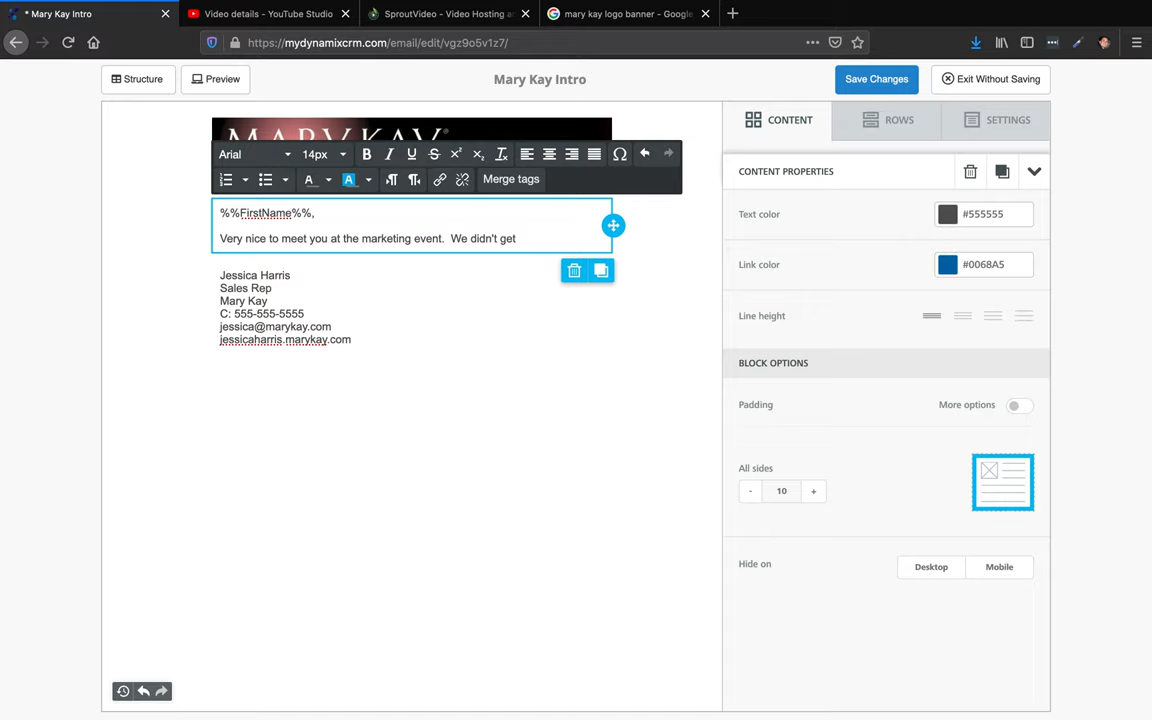 * Mary Kay Intro
Video details - YouTube Studio
SproutVideo - Video Hosting a
mary kay logo banner - Google
https://mydynamixcrm.com/email/edit/vgz9o5v1z7/
Structure
Preview
Mary Kay Intro
Save Changes
Exit Without Saving
MARY KAY®
CONTENT
ROWS
SETTINGS
Arial
14px
Merge tags
CONTENT PROPERTIES
%%FirstName%%,
Very nice to meet you at the marketing event.  We didn't get
Jessica Harris
Sales Rep
Mary Kay
C: 555-555-5555
jessica@marykay.com
jessicaharris.marykay.com
Text color
#555555
Link color
#0068A5
Line height
BLOCK OPTIONS
Padding
More options
All sides
- 10 +
Hide on
Desktop
Mobile